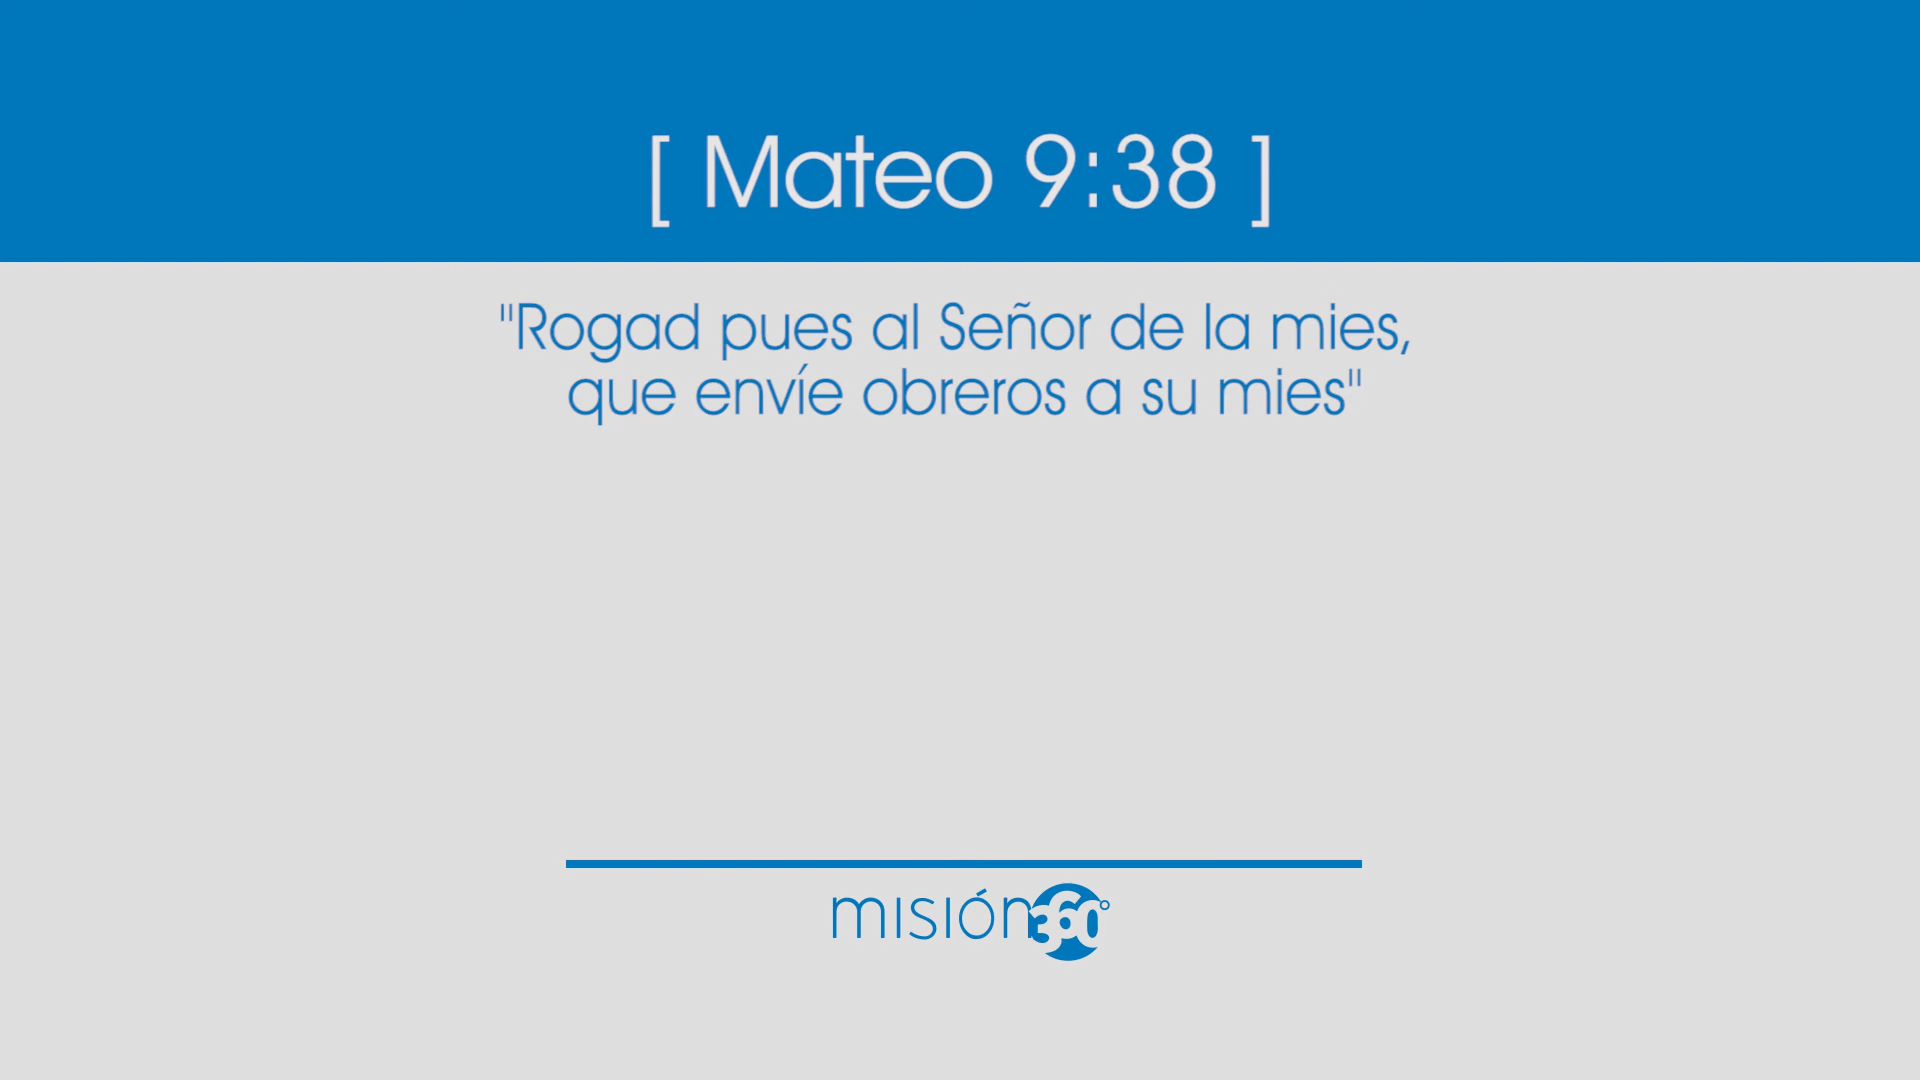 [ Mateo 9:38 ]
"Rogad pues al Señor de la mies,
que envíe obreros a su mies"
misión360°